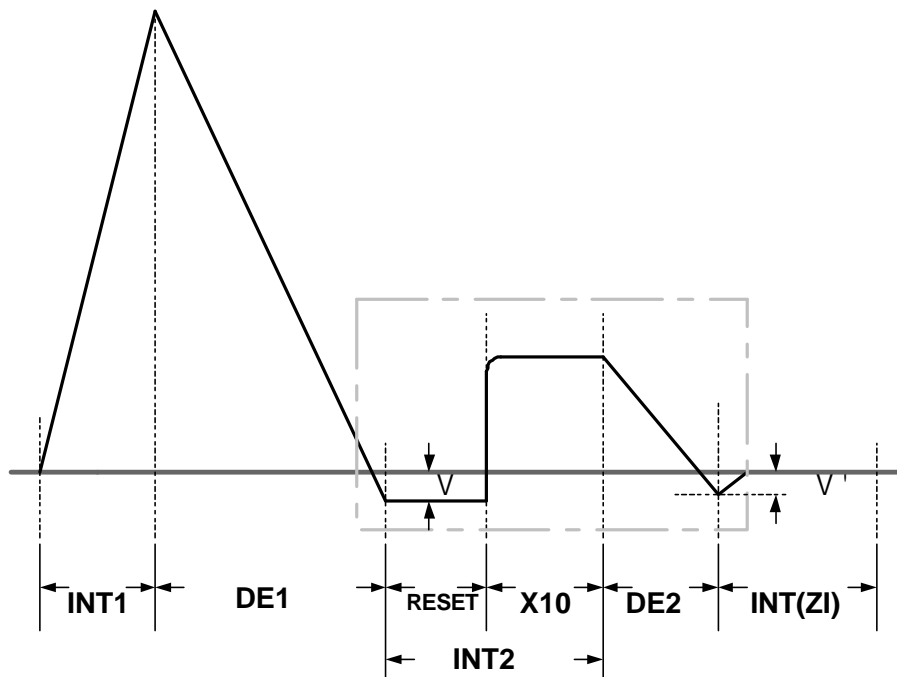 V
V '
INT1
DE1
RESET
X10
DE2
INT(ZI)
INT2